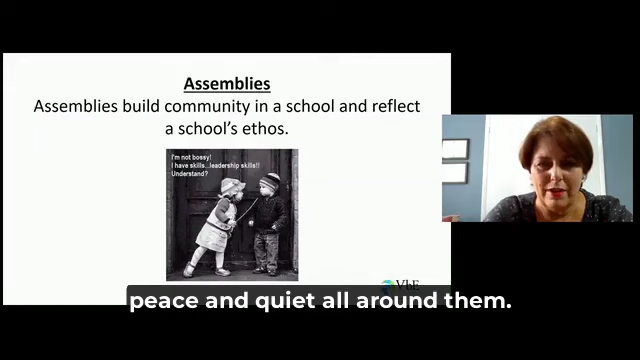 Assemblies
Assemblies build community in a school and reflect
a school's ethos.
I'm not bossy!
I have skills...leadership skills!!
Understand?
VbE
peace and quiet all around them.